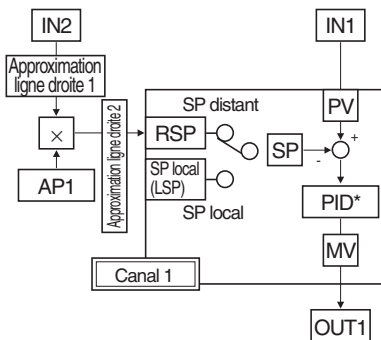 IN2
IN1
Approximation
ligne droite 1
Approximation ligne droite 2
SP distant
PV
×
RSP
SP
+
-
AP1
SP local
(LSP)
SP local
PID*
MV
Canal 1
OUT1